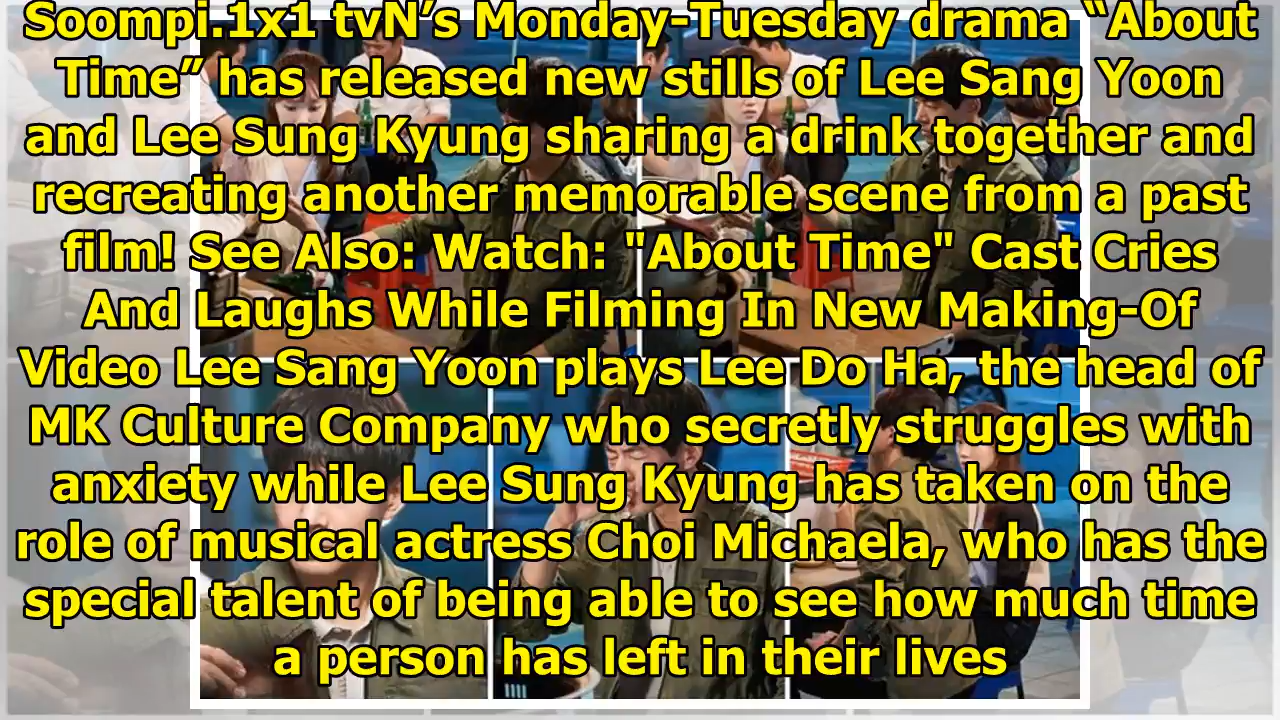 Soompi.1x1 tvN’s Monday-Tuesday drama “About
Time” has released new stills of Lee Sang Yoon
and Lee Sung Kyung sharing a drink together and
recreating another memorable scene from a past
film! See Also: Watch: "About Time" Cast Cries
And Laughs While Filming In New Making-Of
Video Lee Sang Yoon plays Lee Do Ha, the head of
MK Culture Company who secretly struggles with
anxiety while Lee Sung Kyung has taken on the
role of musical actress Choi Michaela, who has the
special talent of being able to see how much time
a person has left in their lives